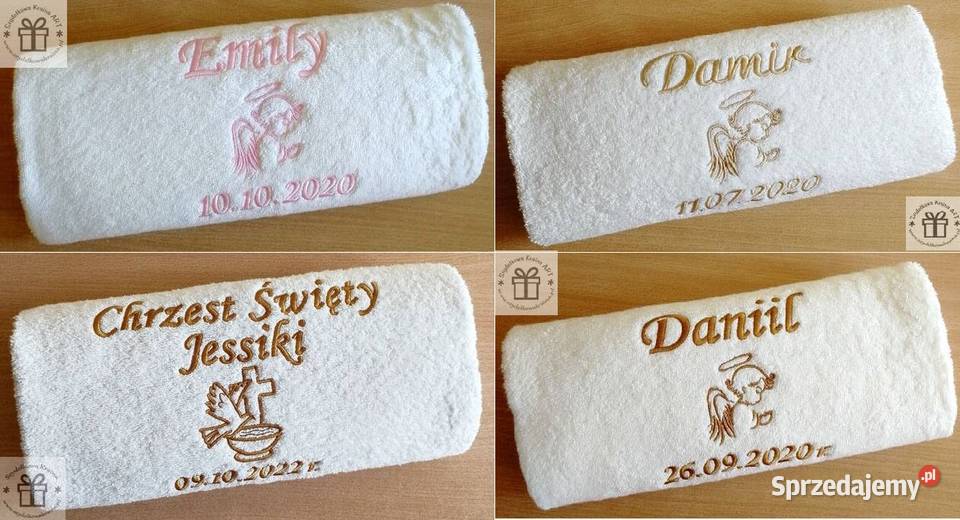 Emily
10.10.2020
Damir
11.07.2020
Chrzest Święty
Jessiki
09.10.2022 r.
Daniil
26.09.2020 r.
Sprzedajemy.pl